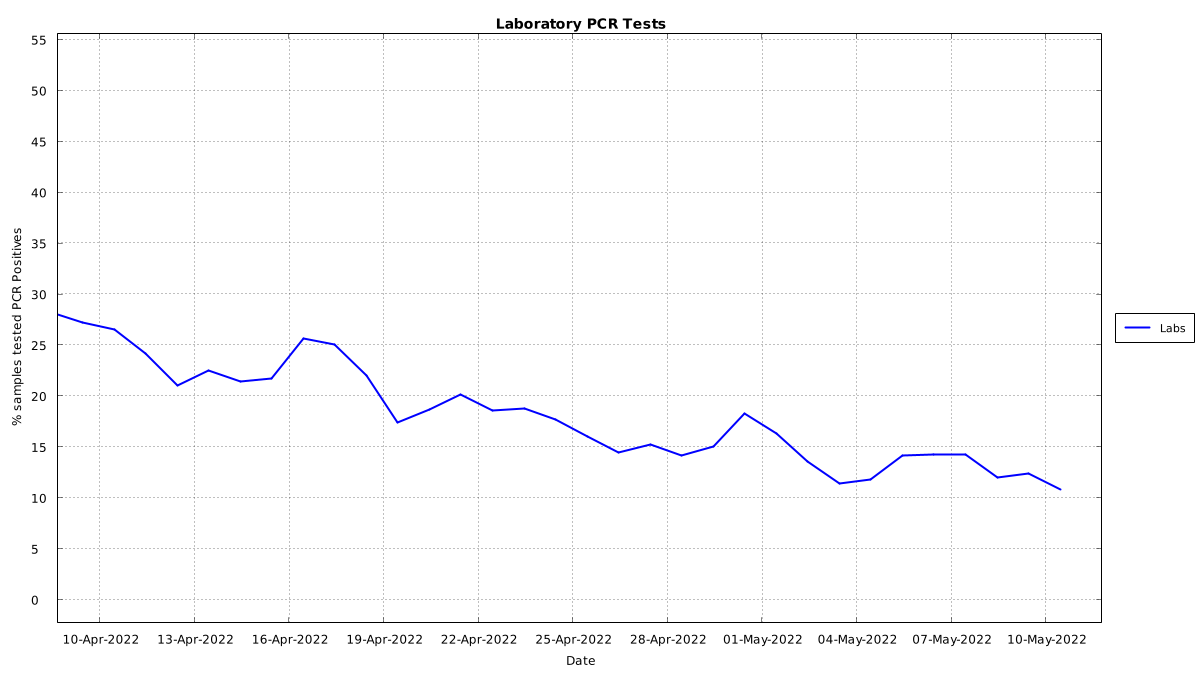 Laboratory PCR Tests
55
50
45
40
35
30
25
20
15
10
5
0
% samples tested PCR Positives
10-Apr-2022 13-Apr-2022 16-Apr-2022 19-Apr-2022 22-Apr-2022 25-Apr-2022 28-Apr-2022 01-May-2022 04-May-2022 07-May-2022 10-May-2022
Date
Labs